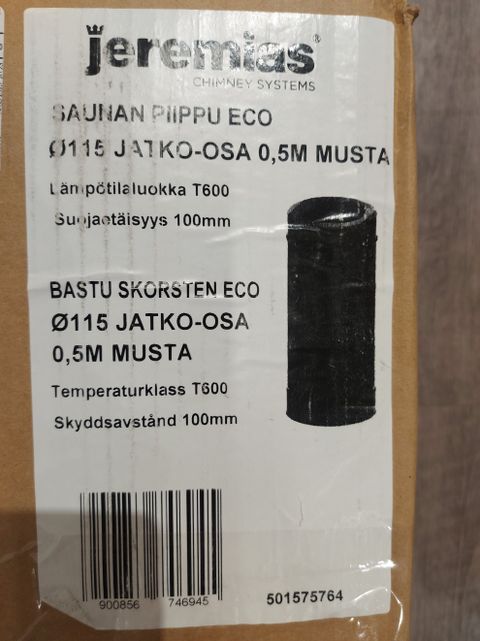 jeremias®
CHIMNEY SYSTEMS
SAUNAN PIIPPU ECO
Ø115 JATKO-OSA 0,5M MUSTA
Lämpötilaluokka T600
Suojaetäisyys 100mm
BASTU SKORSTEN ECO
Ø115 JATKO-OSA
0,5M MUSTA
Temperaturklass T600
Skyddsavstånd 100mm
900856 746945
501575764